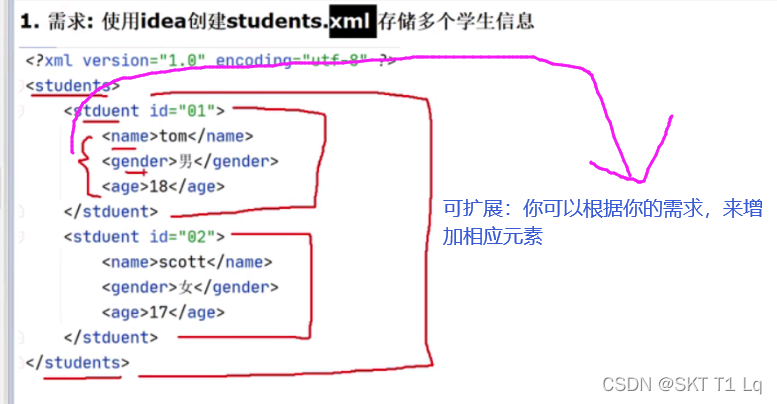 1. 需求: 使用idea创建students.xml 存储多个学生信息
<?xml version="1.0" encoding="utf-8" ?>
<students>
<stduent id="01">
<name>tom</name>
<gender>男</gender>
<age>18</age>
</stduent>
<stduent id="02">
<name>scott</name>
<gender>女</gender>
<age>17</age>
</stduent>
</students>
可扩展：你可以根据你的需求，来增
加相应元素
CSDN @SKT T1 Lq